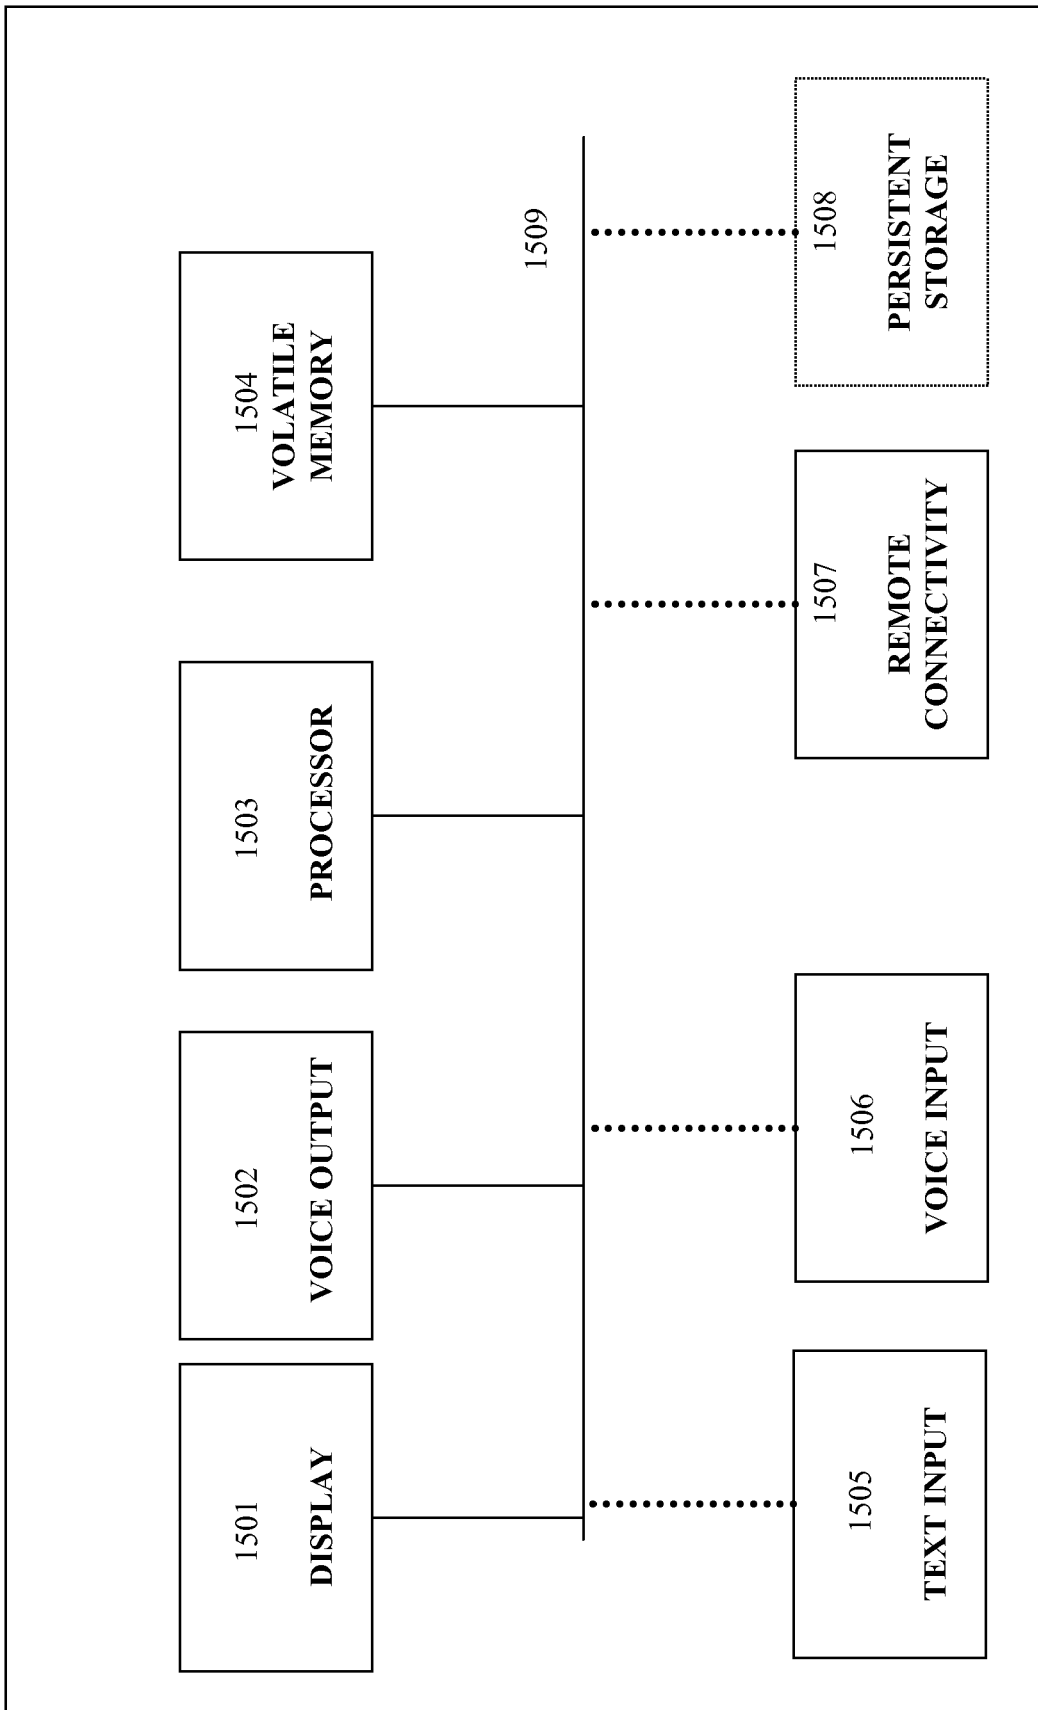 1501
DISPLAY
1502
VOICE OUTPUT
1503
PROCESSOR
1504
VOLATILE
MEMORY
1509
1505
TEXT INPUT
1506
VOICE INPUT
1507
REMOTE
CONNECTIVITY
1508
PERSISTENT
STORAGE